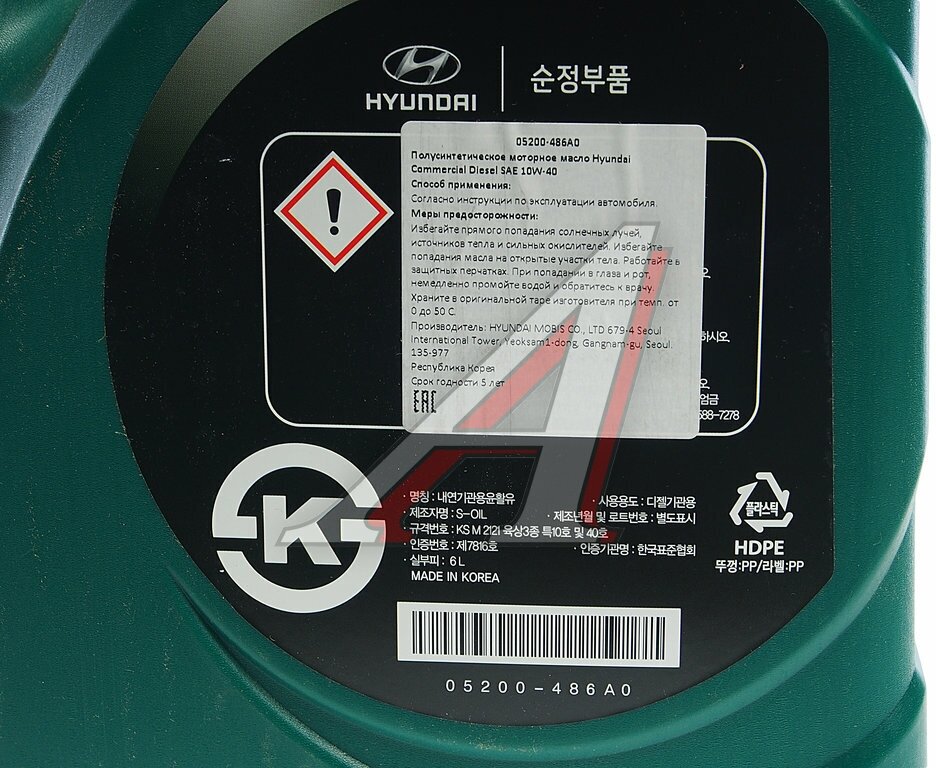 HYUNDAI
순정부품
05200-486A0
Полусинтетическое моторное масло Hyundai
Commercial Diesel SAE 10W-40
Способ применения:
Согласно инструкции по эксплуатации автомобиля.
Меры предосторожности:
Избегайте прямого попадания солнечных лучей,
источников тепла и сильных окислителей. Избегайте
попадания масла на открытые участки тела. Работайте в
защитных перчатках. При попадании в глаза и рот,
немедленно промойте водой и обратитесь к врачу.
Храните в оригинальной таре изготовителя при темп. от
0 до 50 С.
Производитель: HYUNDAI MOBIS CO., LTD 679-4 Seoul
International Tower, Yeoksam1-dong, Gangnam-gu, Seoul.
135-977
Республика Корея
Срок годности 5 лет
EAC
하시오.
오.
엄금
588-7278
K
· 명칭 : 내연기관용윤활유 · 사용용도 : 디젤기관용
· 제조자명 : S-OIL · 제조년월 및 로트번호 : 별도표시
· 규격번호 : KS M 2121 육상3종 특10호 및 40호
· 인증번호 : 제7816호 · 인증기관명 : 한국표준협회
· 실부피 : 6 L
MADE IN KOREA
플라스틱
HDPE
뚜껑:PP/라벨:PP
05200-486A0